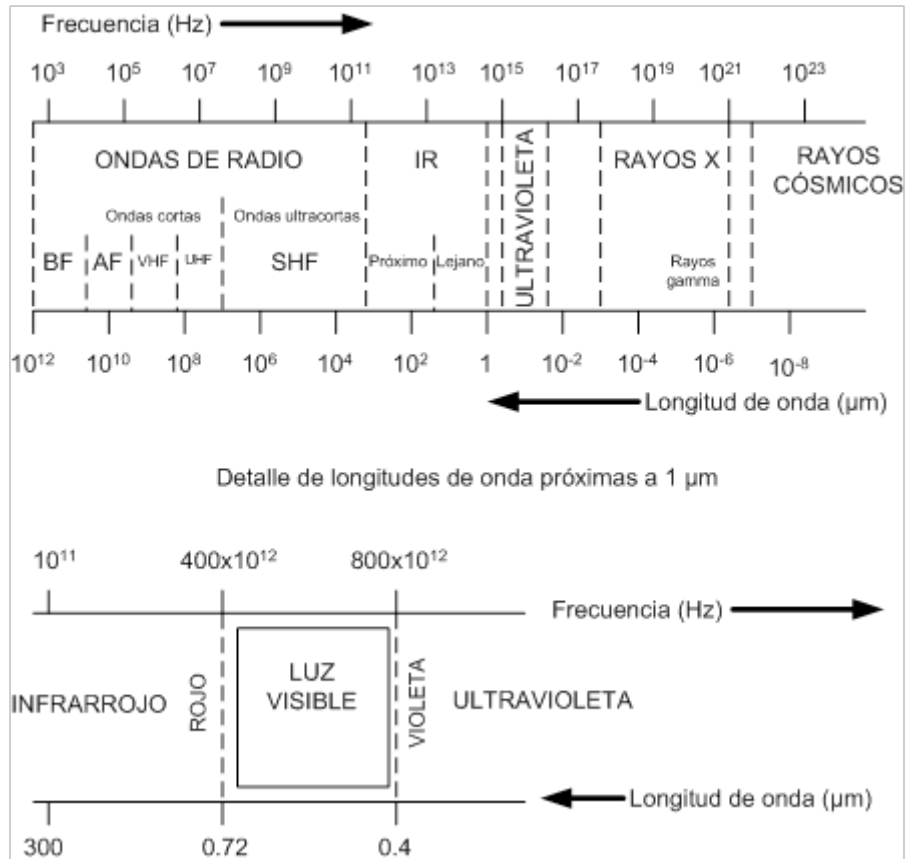 Frecuencia (Hz)
10³ 10⁵ 10⁷ 10⁹ 10¹¹ 10¹³ 10¹⁵ 10¹⁷ 10¹⁹ 10²¹ 10²³
ONDAS DE RADIO IR ULTRAVIOLETA RAYOS X RAYOS
CÓSMICOS
Ondas cortas Ondas ultracortas
BF AF VHF UHF SHF Próximo Lejano Rayos
gamma
10¹² 10¹⁰ 10⁸ 10⁶ 10⁴ 10² 1 10⁻² 10⁻⁴ 10⁻⁶ 10⁻⁸
Longitud de onda (µm)
Detalle de longitudes de onda próximas a 1 µm
10¹¹ 400x10¹² 800x10¹²
Frecuencia (Hz)
INFRARROJO ROJO LUZ
VISIBLE VIOLETA ULTRAVIOLETA
Longitud de onda (µm)
300 0.72 0.4